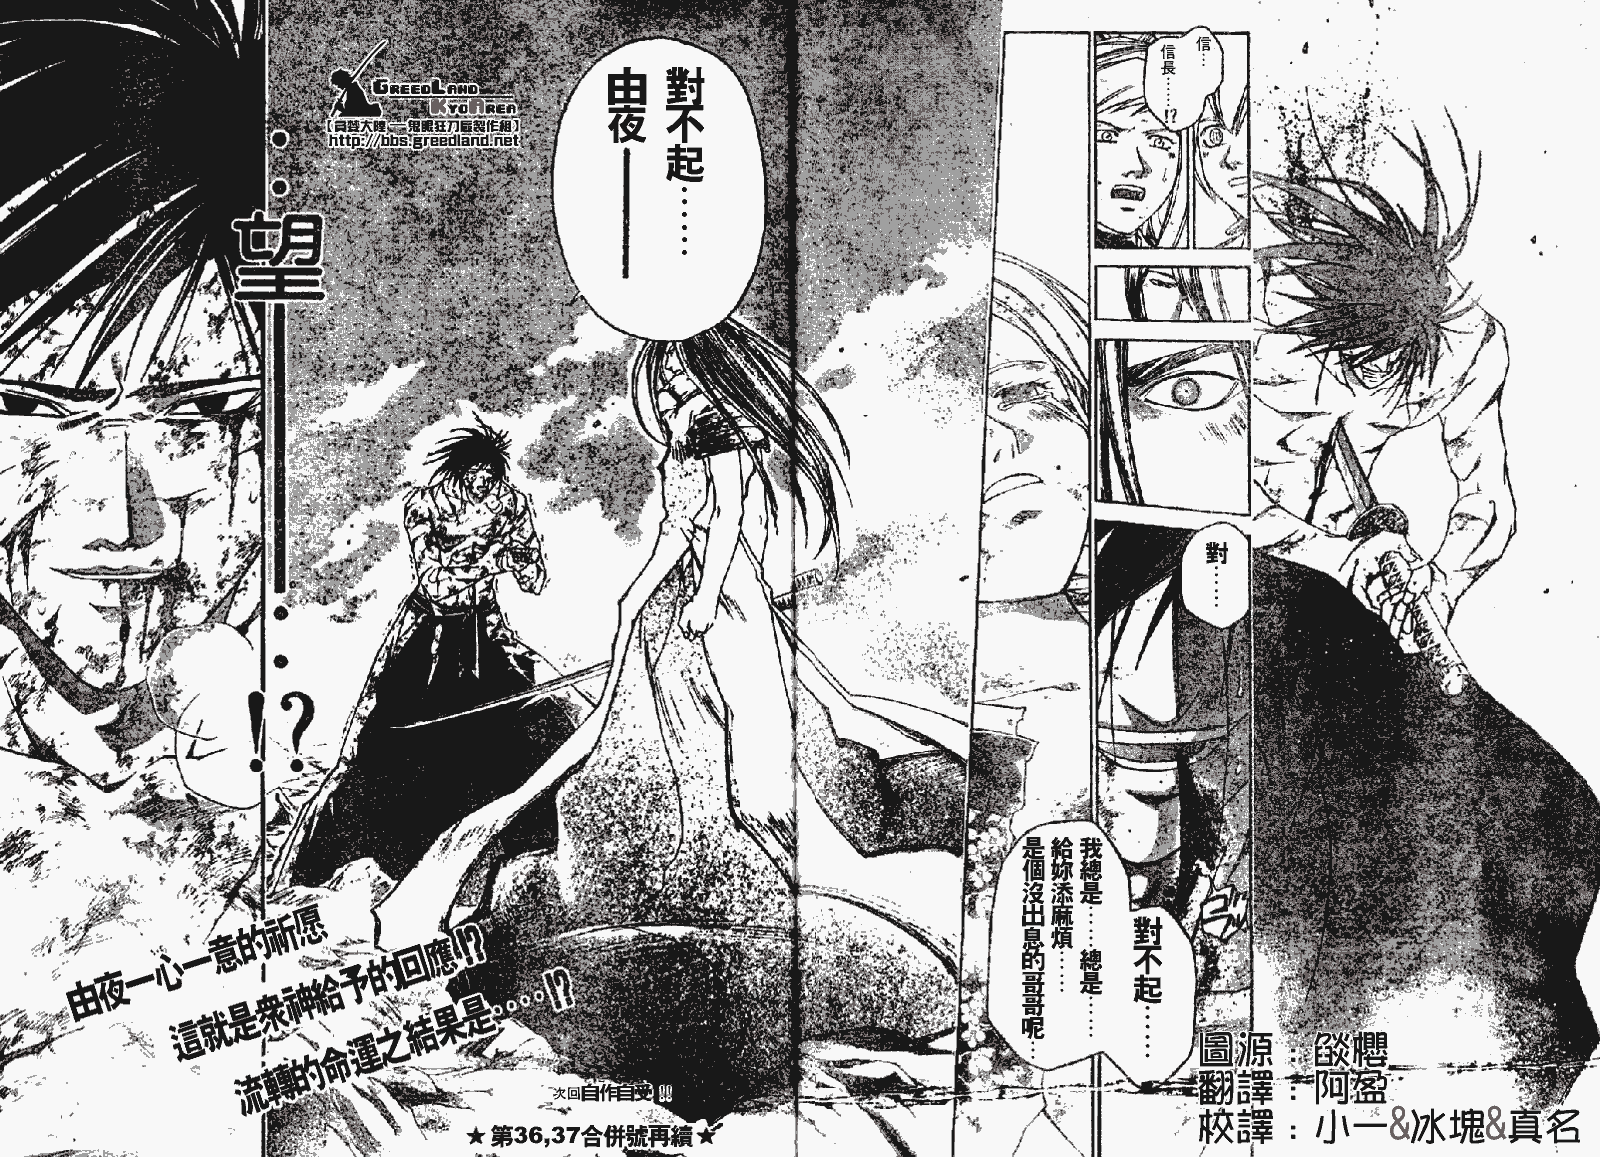 信…
信長……!?
對……
對不起……
我總是……總是……
給妳添麻煩……
是個沒出息的哥哥呢…
對不起……
由夜——
望
!?
由夜一心一意的祈愿
這就是衆神給予的回應!?
流轉的命運之結果是……!?
次回自作自受!!
★第36,37合併號再續★
GREEDLAND
KYOAREA
【貪婪大陸——鬼眼狂刀區製作組】
http://bbs.greedland.net
圖源：燄櫻
翻譯：阿盈
校譯：小一&冰塊&真名